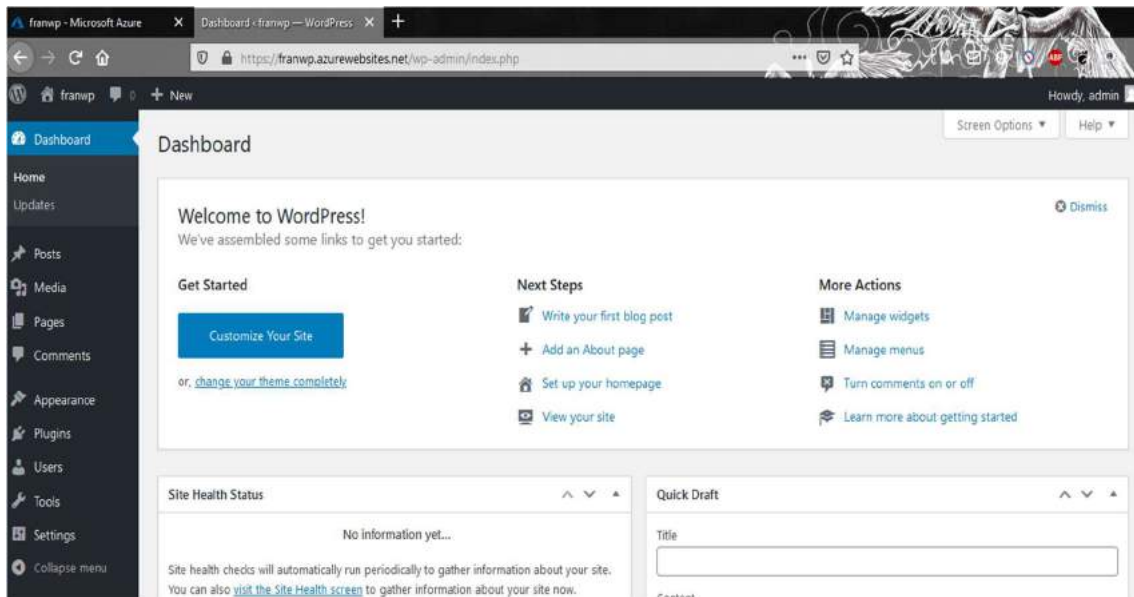 franwp - Microsoft Azure
Dashboard ‹ franwp — WordPress
https://franwp.azurewebsites.net/wp-admin/index.php
ABP
franwp 0 + New
Howdy, admin
Screen Options
Help
Dashboard
Home
Updates
Posts
Media
Pages
Comments
Appearance
Plugins
Users
Tools
Settings
Collapse menu
Dashboard
Welcome to WordPress!
Dismiss
We've assembled some links to get you started:
Get Started
Customize Your Site
or, change your theme completely
Next Steps
Write your first blog post
Add an About page
Set up your homepage
View your site
More Actions
Manage widgets
Manage menus
Turn comments on or off
Learn more about getting started
Site Health Status
No information yet...
Site health checks will automatically run periodically to gather information about your site.
You can also visit the Site Health screen to gather information about your site now.
Quick Draft
Title
Content